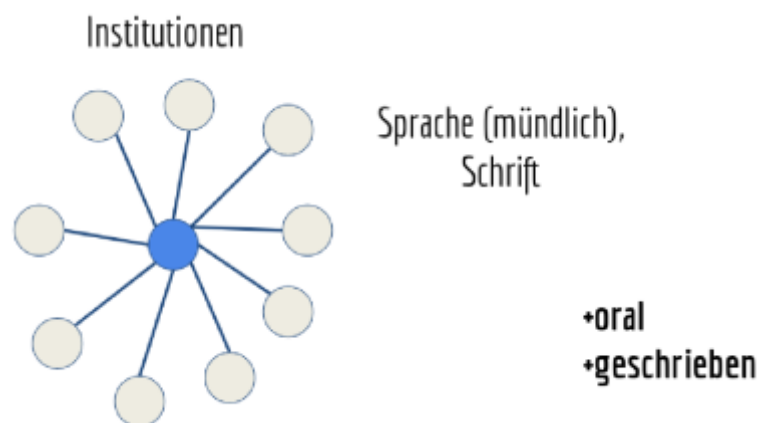 Institutionen
Sprache (mündlich),
Schrift
+oral
+geschrieben